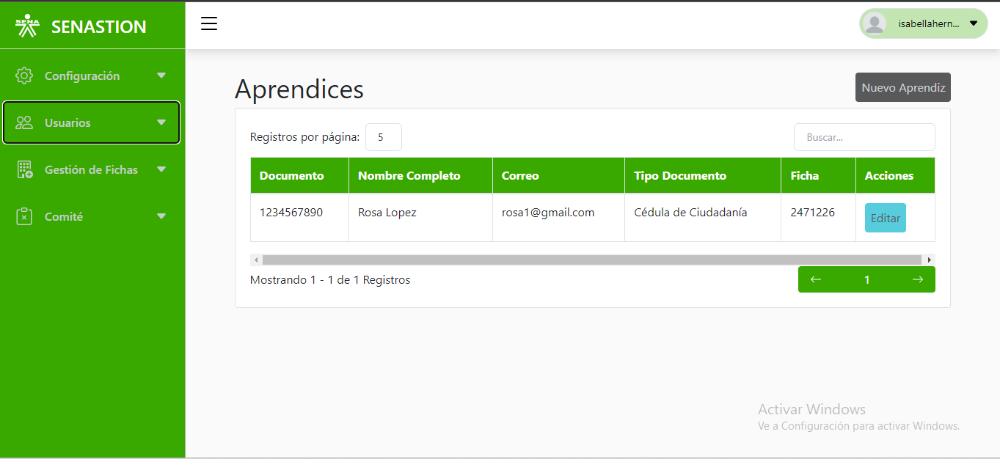 SENA
SENASTION
isabellahern...
Configuración
Usuarios
Gestión de Fichas
Comité
Aprendices
Nuevo Aprendiz
Registros por página: 5
Buscar...
Documento Nombre Completo Correo Tipo Documento Ficha Acciones
1234567890 Rosa Lopez rosa1@gmail.com Cédula de Ciudadanía 2471226 Editar
Mostrando 1 - 1 de 1 Registros
← 1 →
Activar Windows
Ve a Configuración para activar Windows.